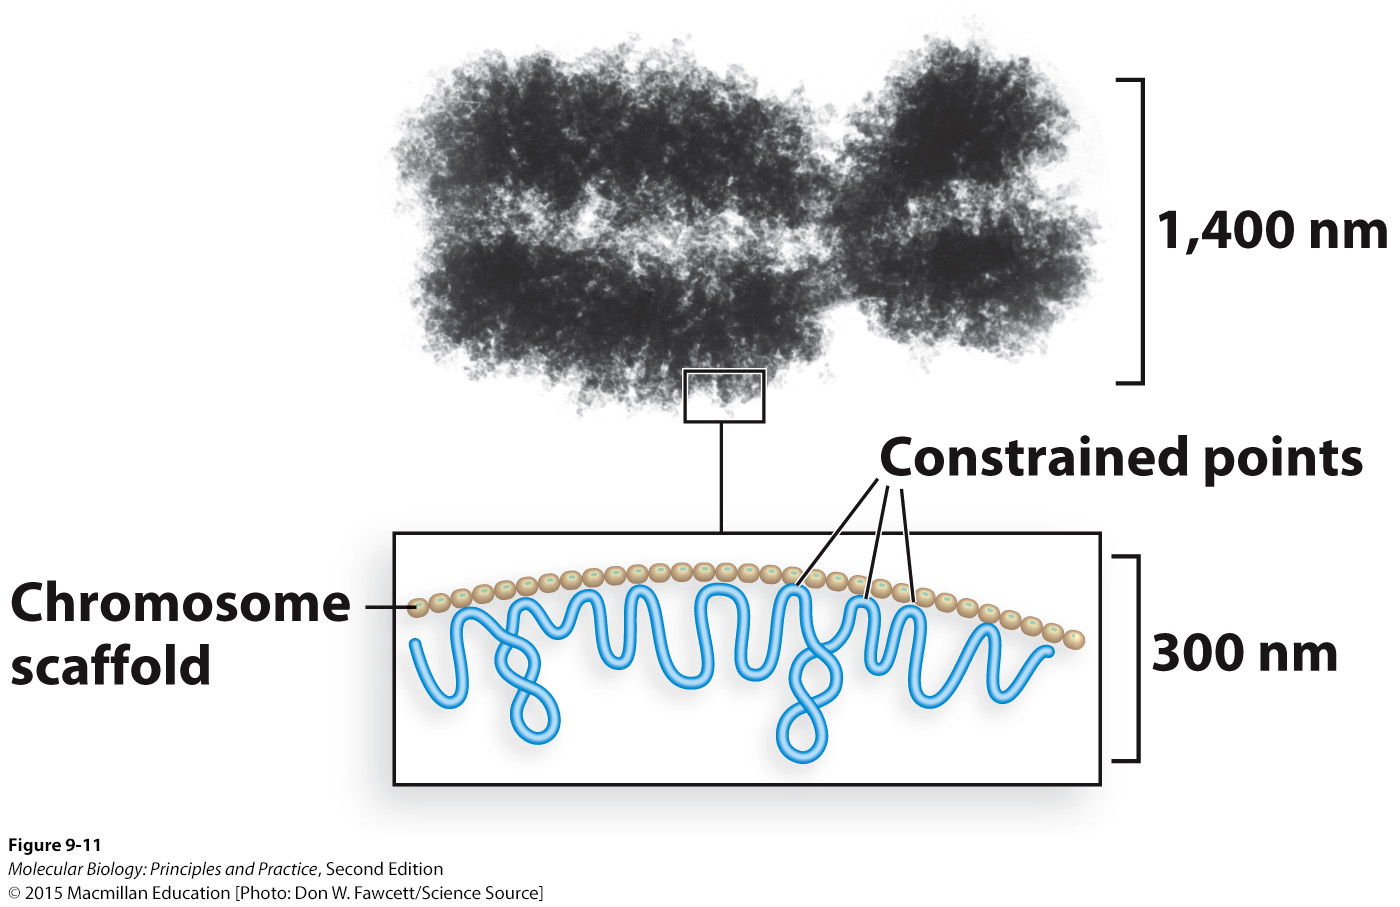 1,400 nm
Constrained points
Chromosome
scaffold
300 nm
Figure 9-11
Molecular Biology: Principles and Practice, Second Edition
© 2015 Macmillan Education [Photo: Don W. Fawcett/Science Source]